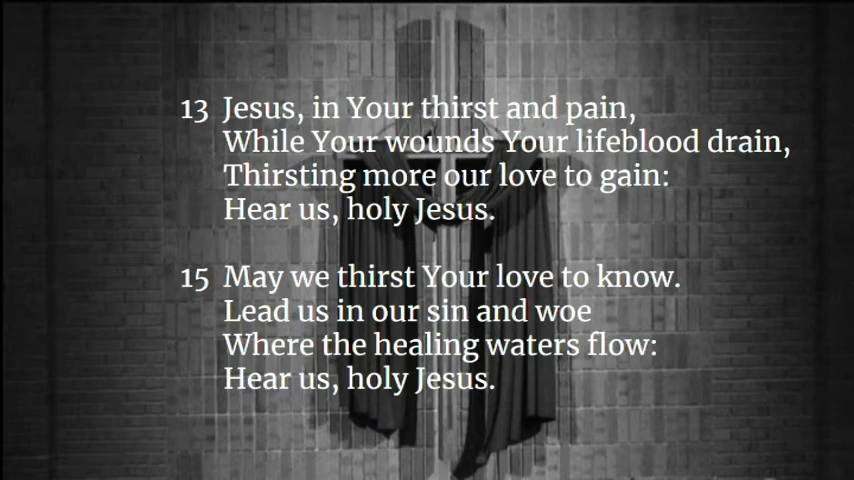 13 Jesus, in Your thirst and pain,
While Your wounds Your lifeblood drain,
Thirsting more our love to gain:
Hear us, holy Jesus.
15 May we thirst Your love to know.
Lead us in our sin and woe
Where the healing waters flow:
Hear us, holy Jesus.